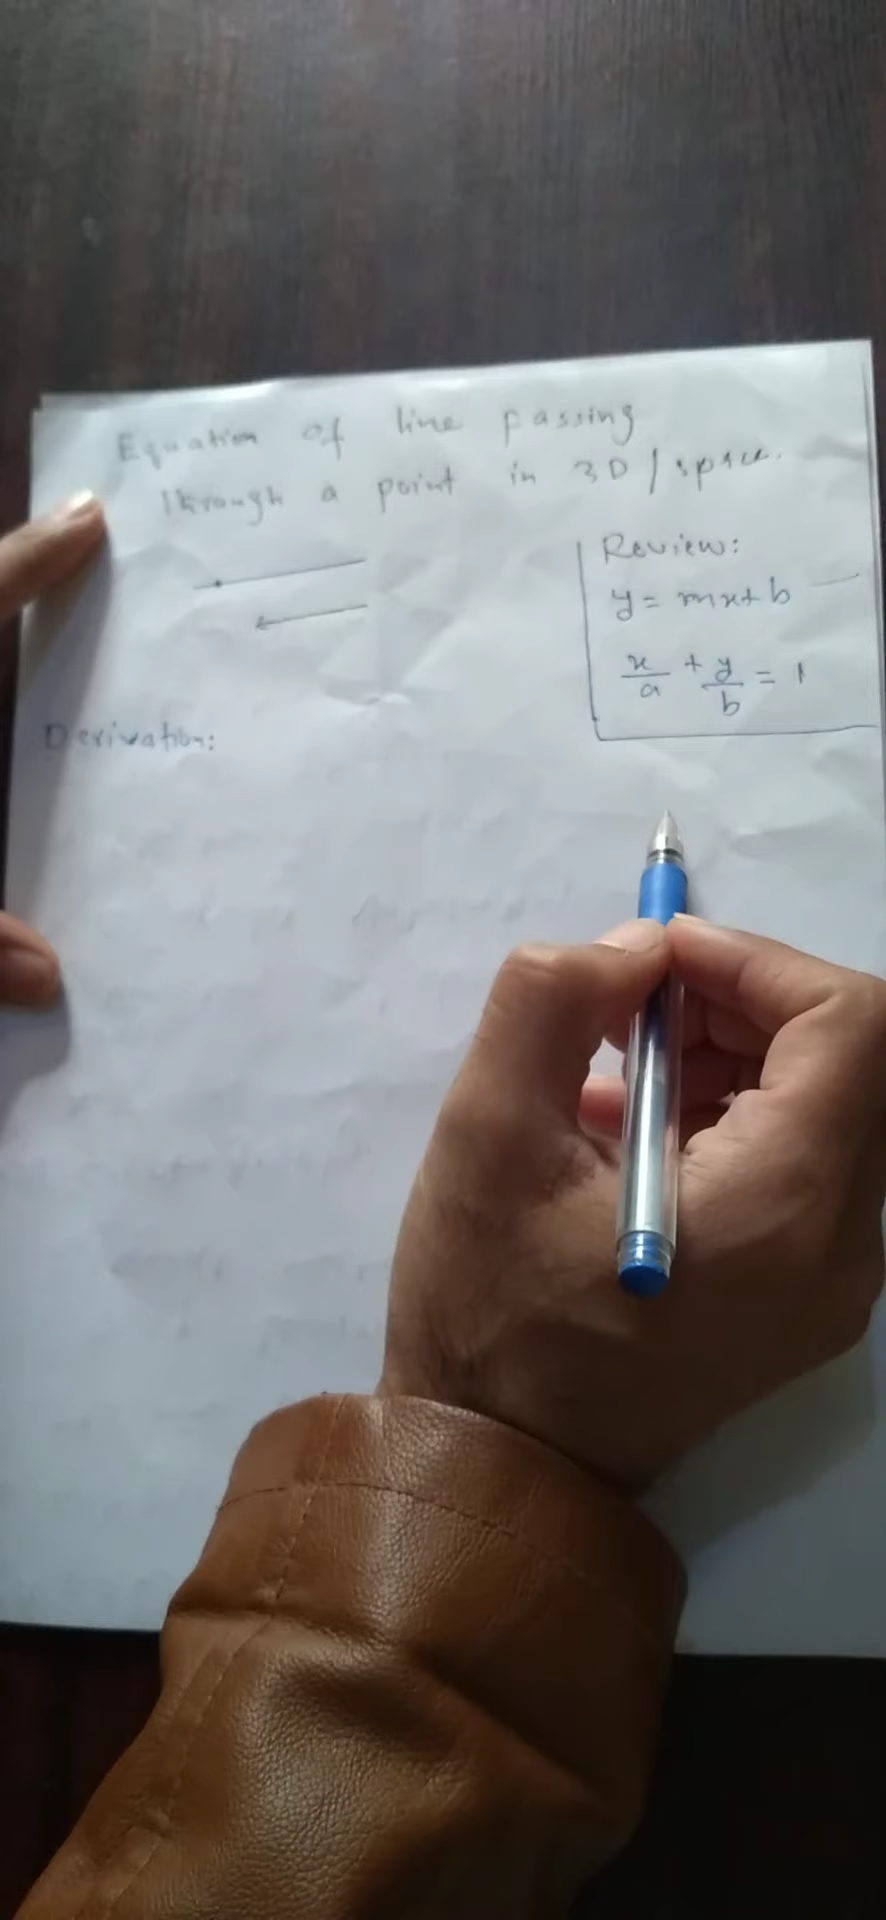 Equation of line passing
through a point in 3D / space.
Review:
y = mx + b
x/a + y/b = 1
Derivation: